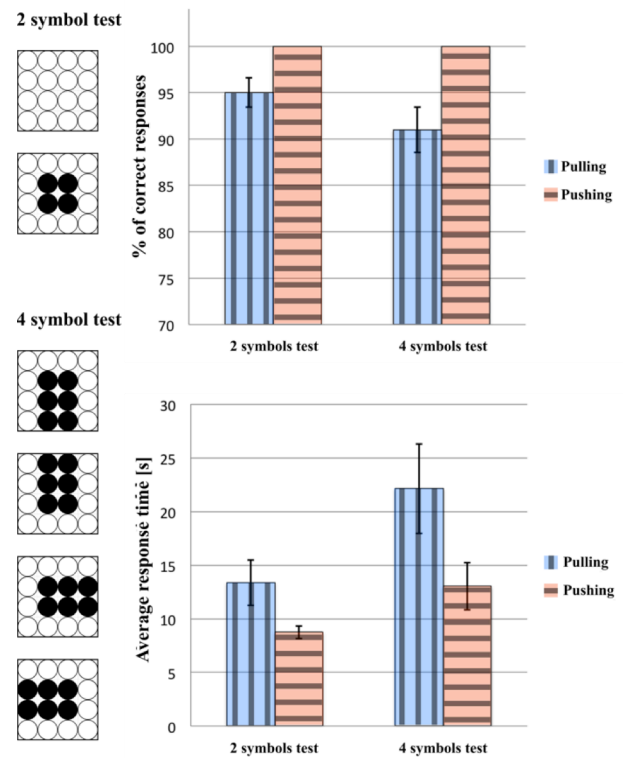 2 symbol test
4 symbol test
% of correct responses
100
95
90
85
80
75
70
2 symbols test
4 symbols test
Pulling
Pushing
Average response time [s]
30
25
20
15
10
5
0
2 symbols test
4 symbols test
Pulling
Pushing